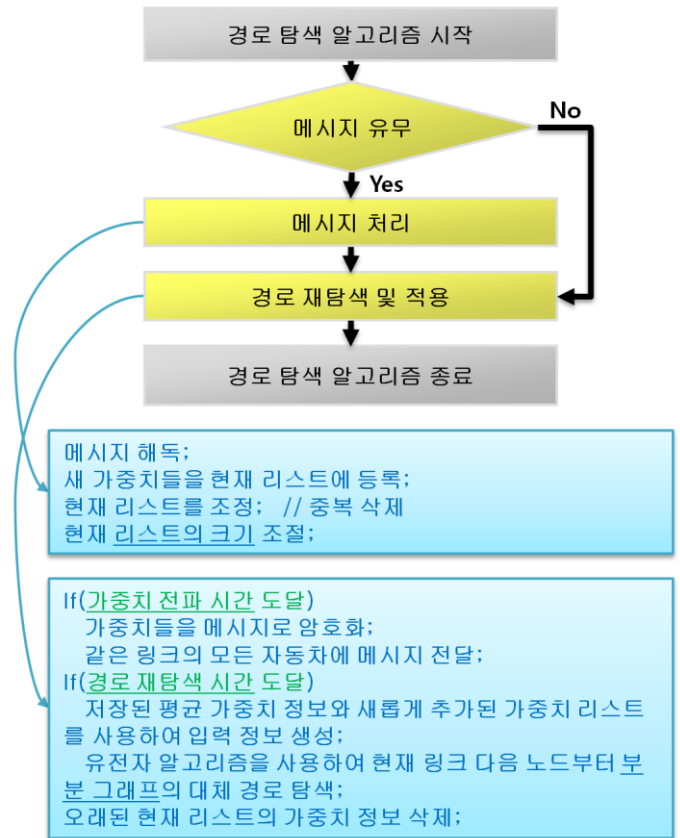 경로 탐색 알고리즘 시작
메시지 유무
No
Yes
메시지 처리
경로 재탐색 및 적용
경로 탐색 알고리즘 종료
메시지 해독;
새 가중치들을 현재 리스트에 등록;
현재 리스트를 조정; // 중복 삭제
현재 리스트의 크기 조절;
If(가중치 전파 시간 도달)
가중치들을 메시지로 암호화;
같은 링크의 모든 자동차에 메시지 전달;
If(경로 재탐색 시간 도달)
저장된 평균 가중치 정보와 새롭게 추가된 가중치 리스트
를 사용하여 입력 정보 생성;
유전자 알고리즘을 사용하여 현재 링크 다음 노드부터 부
분 그래프의 대체 경로 탐색;
오래된 현재 리스트의 가중치 정보 삭제;